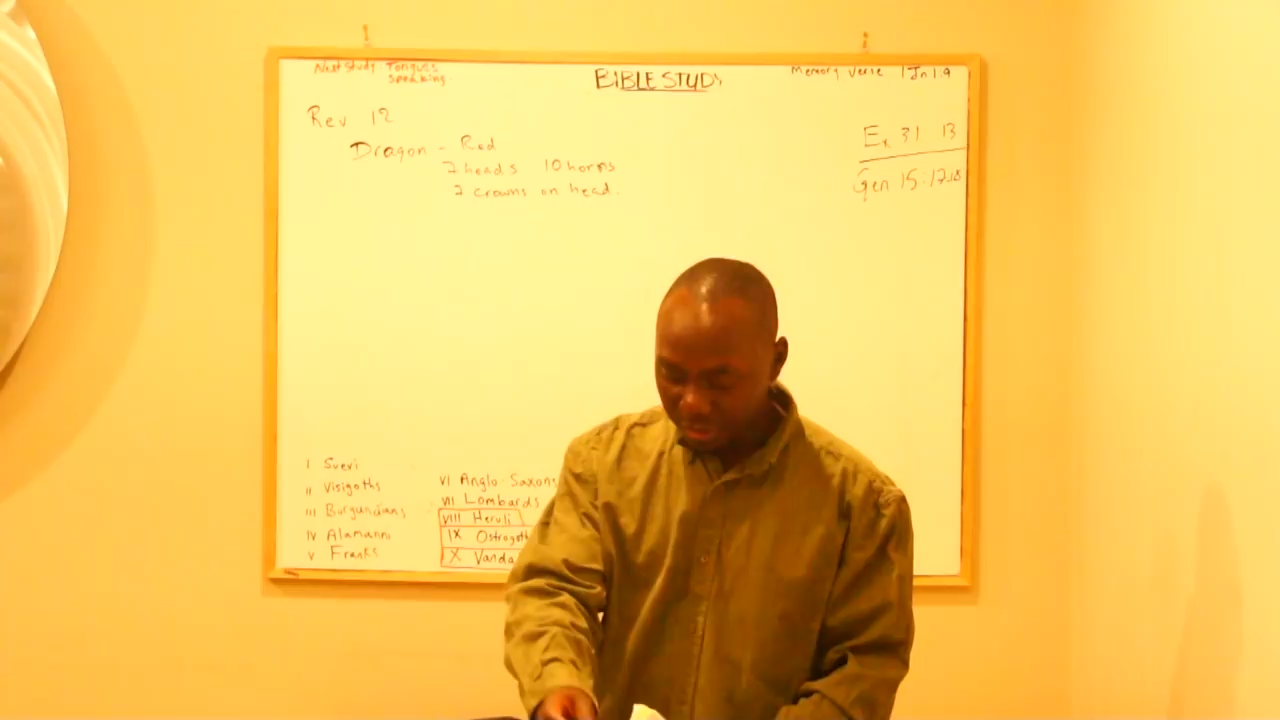 Next Study: Tongues
Speaking
BIBLE STUDY
Memory Verse 1 Jn 1.9
Rev 12
Dragon - Red
7 heads 10 horns
7 crowns on head.
Ex 31 13
Gen 15:17,18
I Suevi
II Visigoths
III Burgundians
IV Alamanni
V Franks
VI Anglo Saxons
VII Lombards
VIII Heruli
IX Ostrogoth
X Vanda